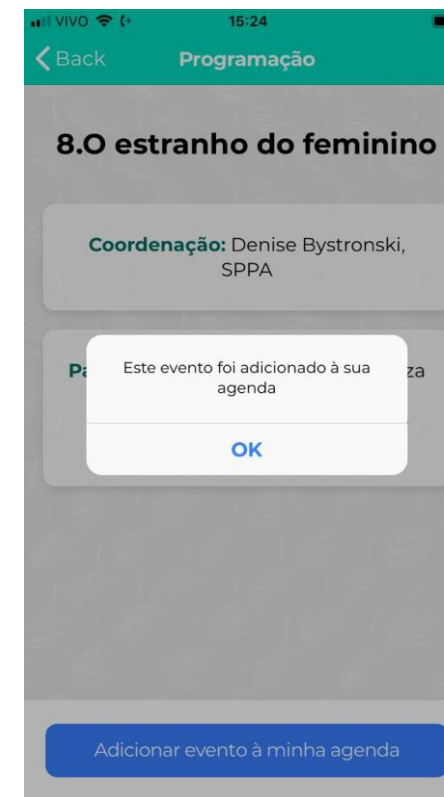 VIVO
15:24
Back
Programação
8.O estranho do feminino
Coordenação: Denise Bystronski,
SPPA
Este evento foi adicionado à sua
agenda
OK
Adicionar evento à minha agenda